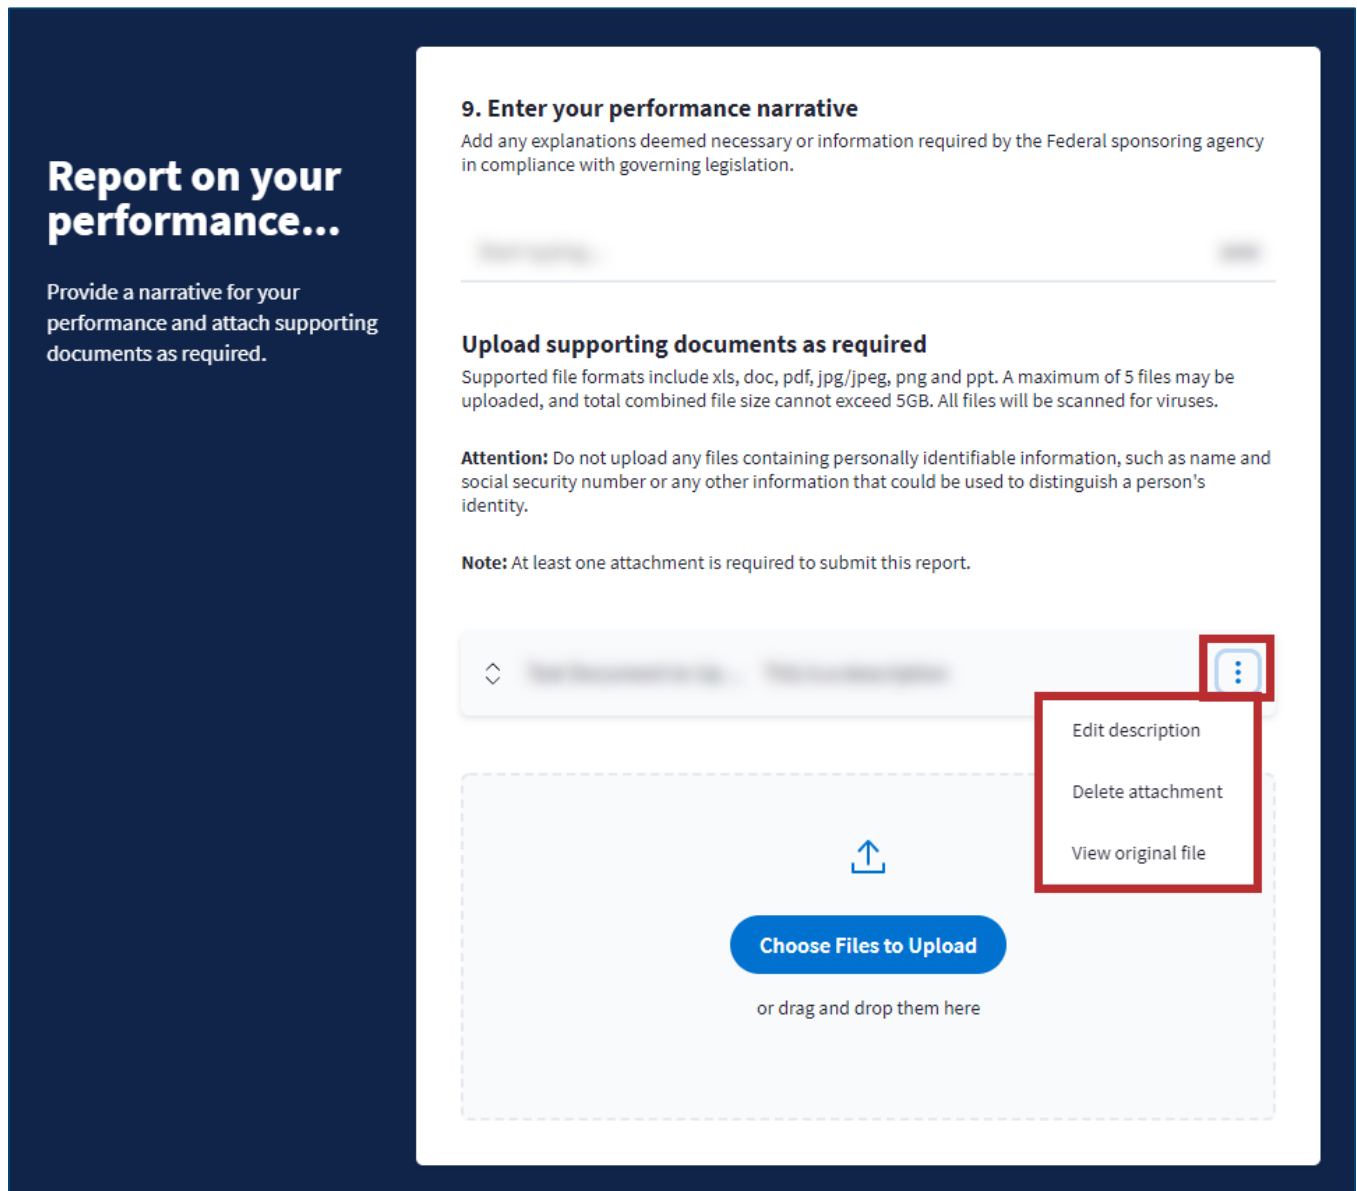 Report on your
performance...
Provide a narrative for your
performance and attach supporting
documents as required.
9. Enter your performance narrative
Add any explanations deemed necessary or information required by the Federal sponsoring agency
in compliance with governing legislation.
Upload supporting documents as required
Supported file formats include xls, doc, pdf, jpg/jpeg, png and ppt. A maximum of 5 files may be
uploaded, and total combined file size cannot exceed 5GB. All files will be scanned for viruses.
Attention: Do not upload any files containing personally identifiable information, such as name and
social security number or any other information that could be used to distinguish a person's
identity.
Note: At least one attachment is required to submit this report.
Edit description
Delete attachment
View original file
Choose Files to Upload
or drag and drop them here